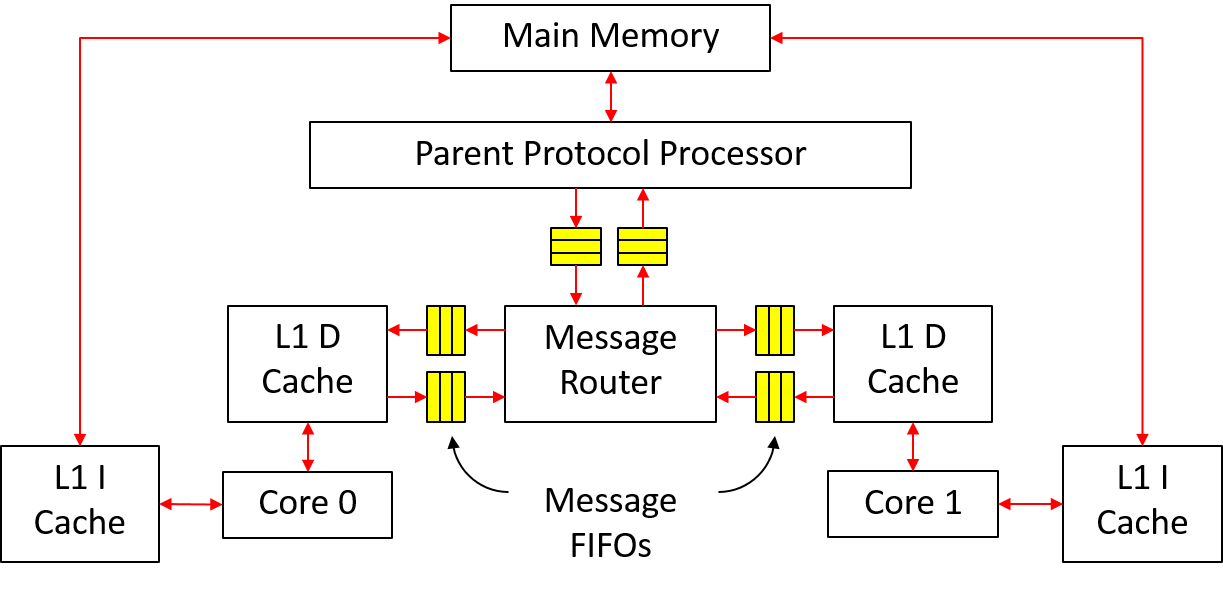 Main Memory
Parent Protocol Processor
L1 D
Cache
Message
Router
L1 D
Cache
L1 I
Cache
Core 0
Message
FIFOs
Core 1
L1 I
Cache